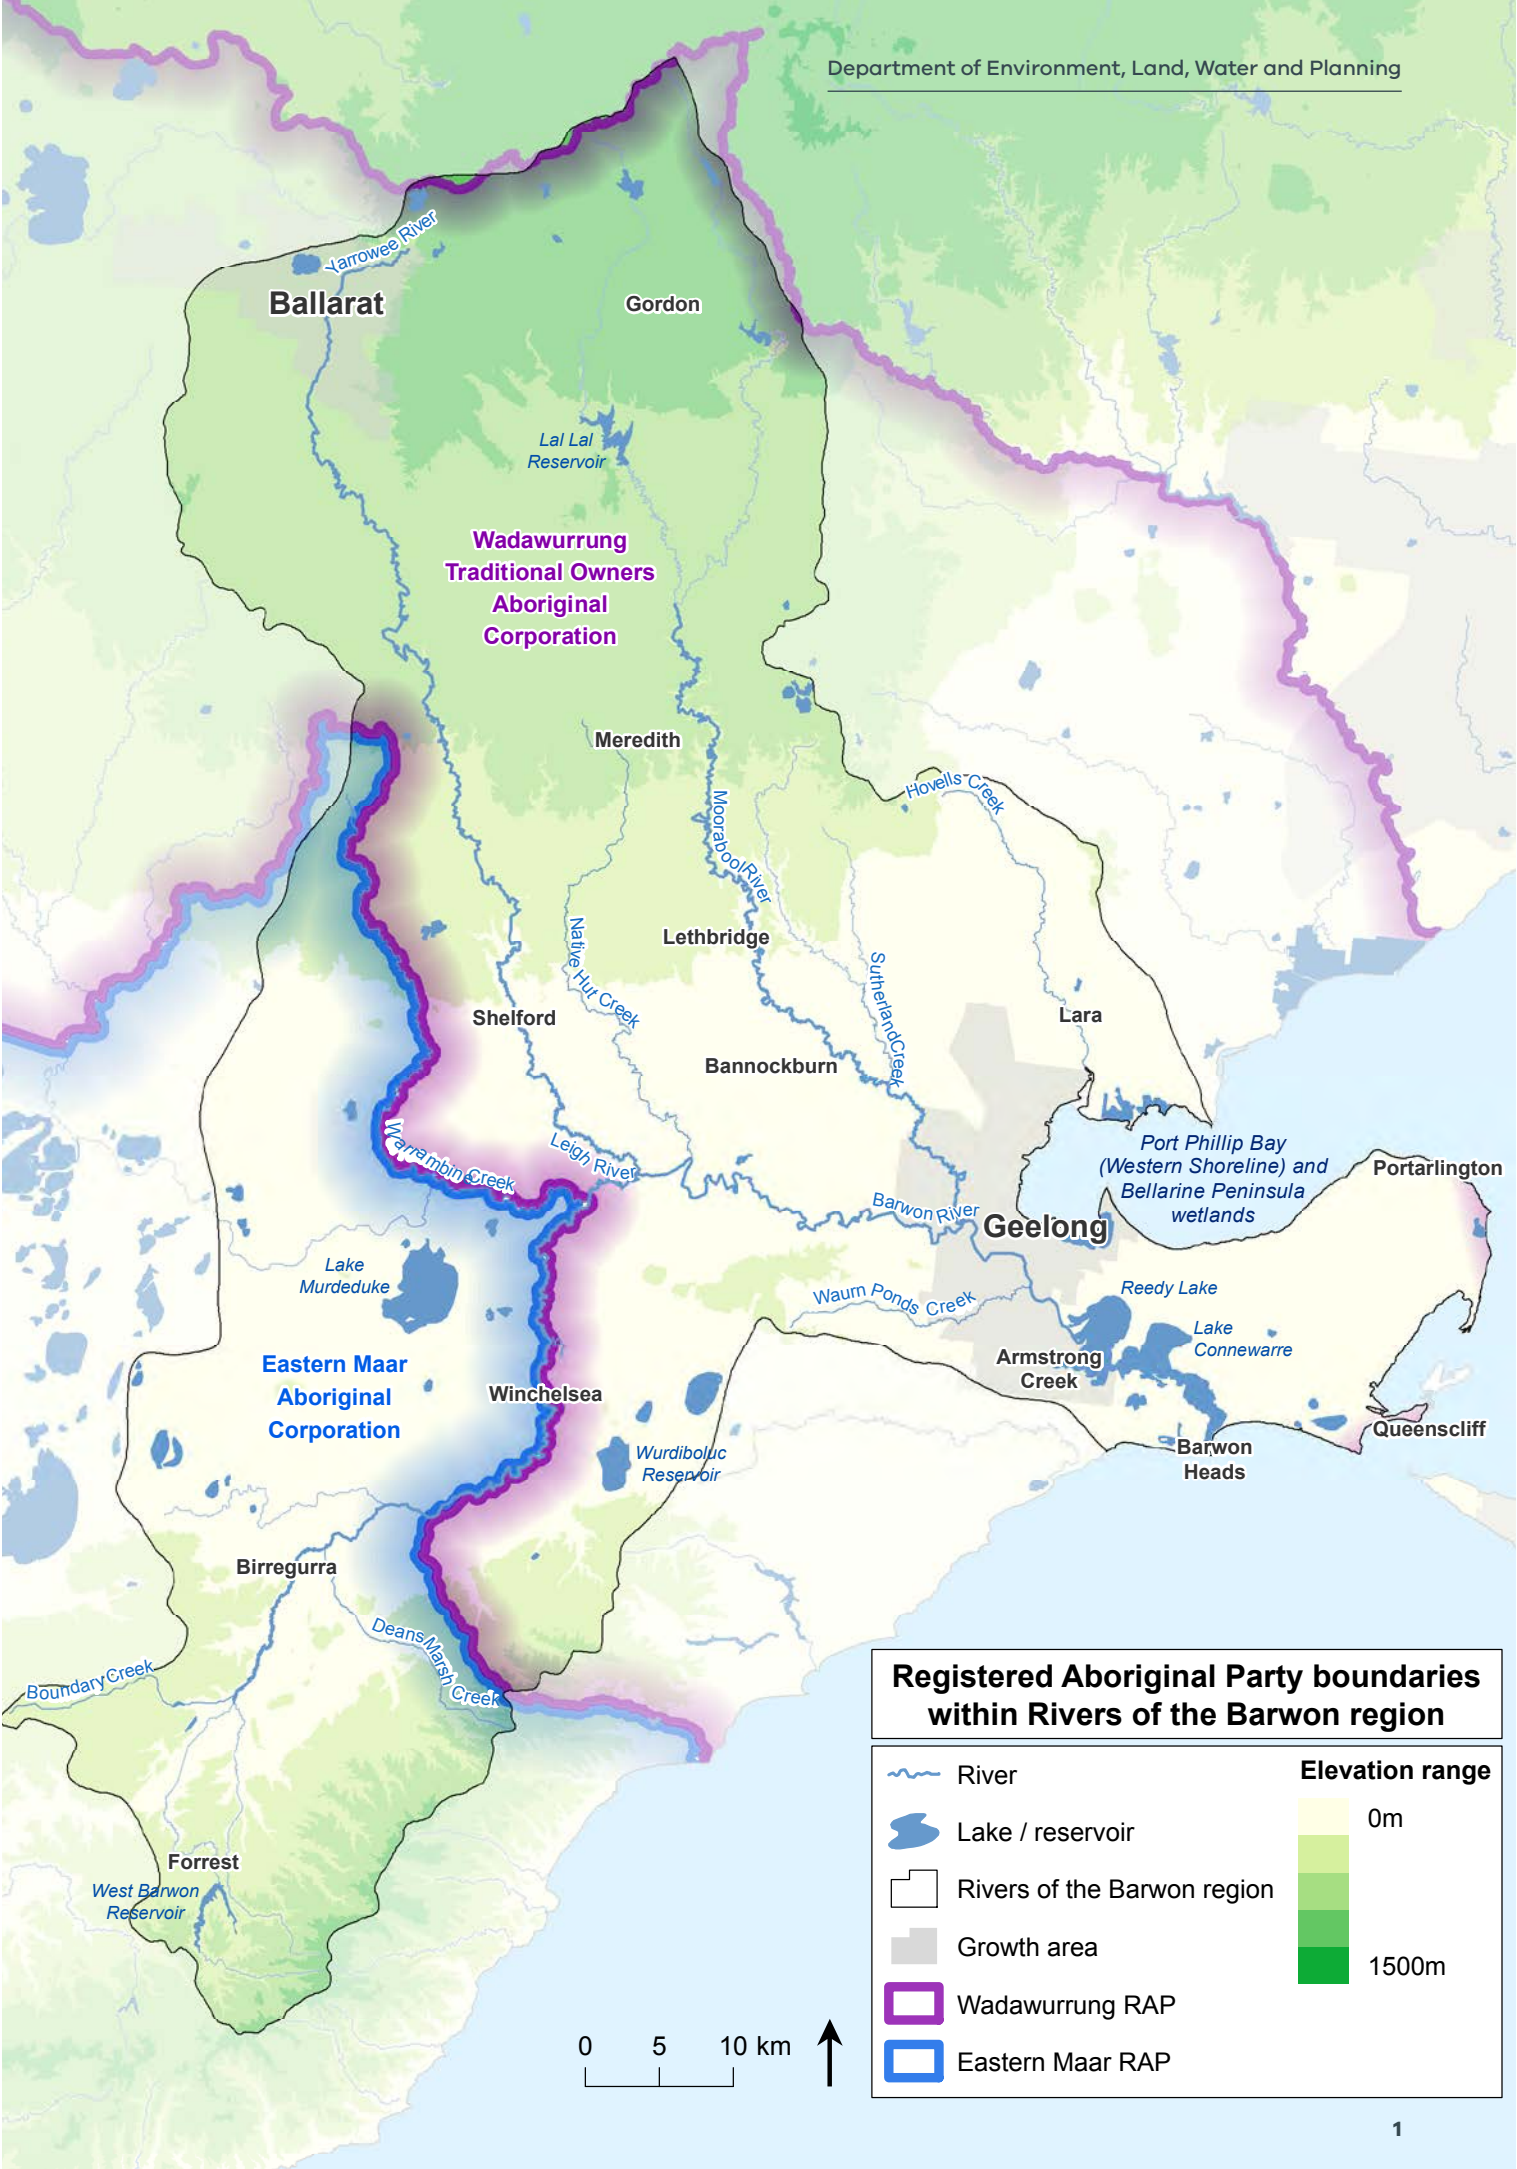 Department of Environment, Land, Water and Planning
Yarrowee River
Ballarat
Gordon
Lal Lal
Reservoir
Wadawurrung
Traditional Owners
Aboriginal
Corporation
Meredith
Hovells Creek
Moorabool River
Native Hut Creek
Lethbridge
Sutherland Creek
Shelford
Lara
Bannockburn
Warrambine Creek
Leigh River
Port Phillip Bay
(Western Shoreline) and
Bellarine Peninsula
wetlands
Portarlington
Barwon River
Geelong
Lake
Murdeduke
Waurn Ponds Creek
Reedy Lake
Lake
Connewarre
Eastern Maar
Aboriginal
Corporation
Armstrong
Creek
Winchelsea
Queenscliff
Wurdiboluc
Reservoir
Barwon
Heads
Birregurra
Deans Marsh Creek
Boundary Creek
Forrest
West Barwon
Reservoir
Registered Aboriginal Party boundaries
within Rivers of the Barwon region
River
Lake / reservoir
Rivers of the Barwon region
Growth area
Wadawurrung RAP
Eastern Maar RAP
Elevation range
0m
1500m
0 5 10 km
1